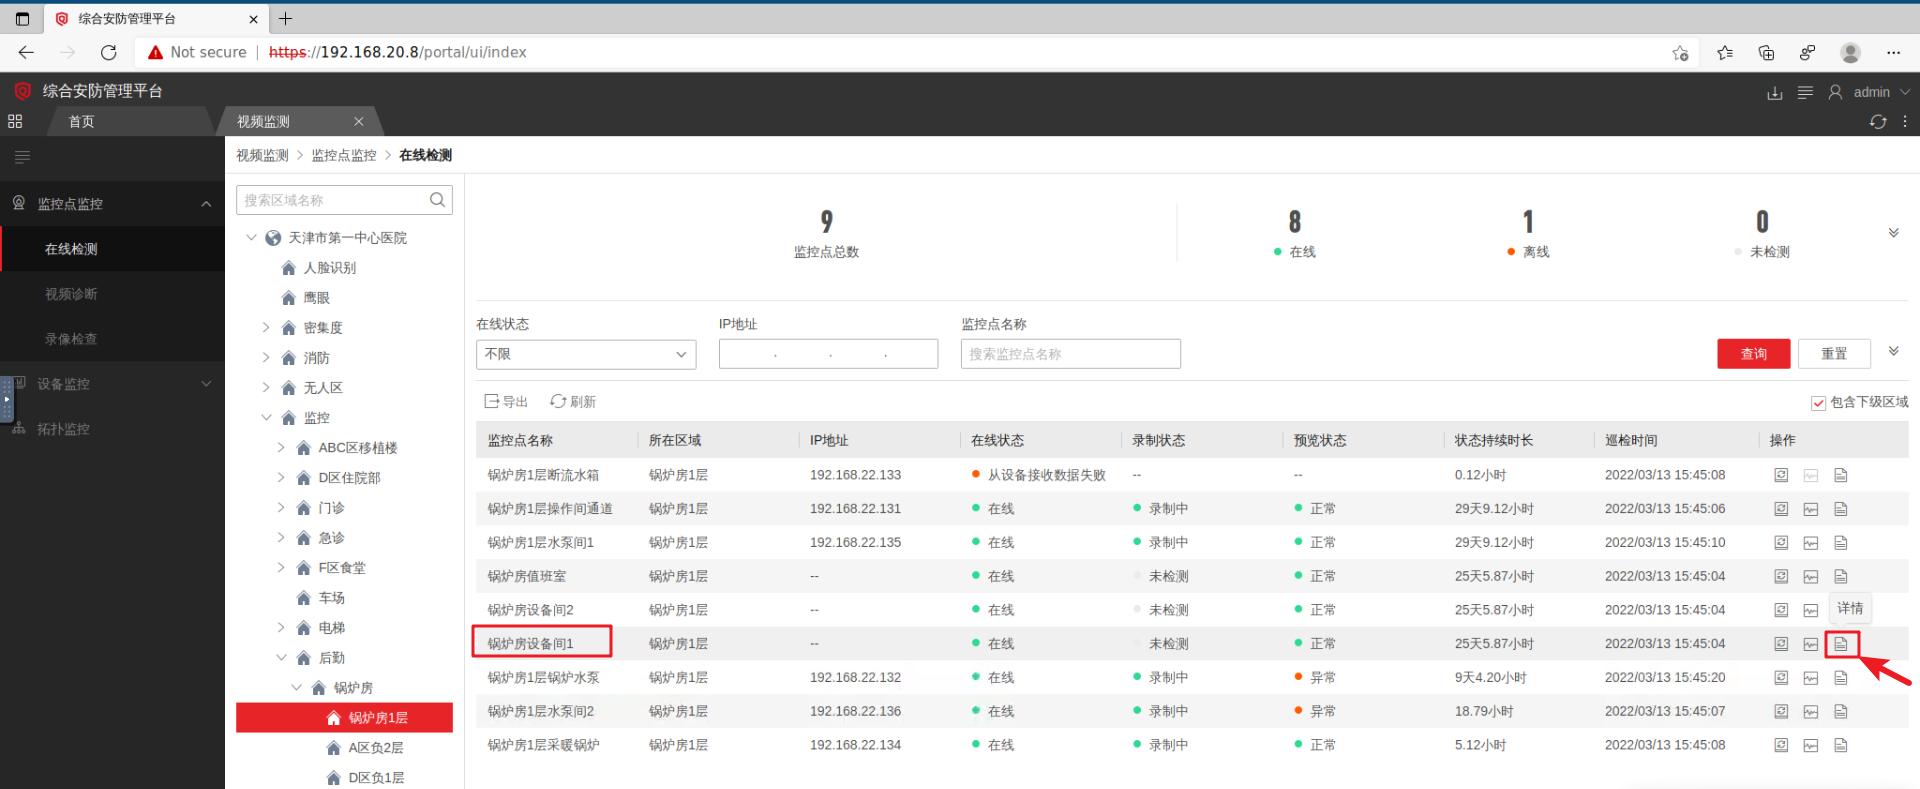 综合安防管理平台
Not secure | https://192.168.20.8/portal/ui/index
综合安防管理平台
admin
首页
视频监测
视频监测 > 监控点监控 > 在线检测
监控点监控
在线检测
视频诊断
录像检查
设备监控
拓扑监控
搜索区域名称
天津市第一中心医院
人脸识别
鹰眼
密集度
消防
无人区
监控
ABC区移植楼
D区住院部
门诊
急诊
F区食堂
车场
电梯
后勤
锅炉房
锅炉房1层
A区负2层
D区负1层
9 8 1 0
监控点总数 在线 离线 未检测
在线状态 IP地址 监控点名称
不限 . . . 搜索监控点名称 查询 重置
导出 刷新 包含下级区域
监控点名称 所在区域 IP地址 在线状态 录制状态 预览状态 状态持续时长 巡检时间 操作
锅炉房1层断流水箱 锅炉房1层 192.168.22.133 从设备接收数据失败 -- -- 0.12小时 2022/03/13 15:45:08
锅炉房1层操作间通道 锅炉房1层 192.168.22.131 在线 录制中 正常 29天9.12小时 2022/03/13 15:45:06
锅炉房1层水泵间1 锅炉房1层 192.168.22.135 在线 录制中 正常 29天9.12小时 2022/03/13 15:45:10
锅炉房值班室 锅炉房1层 -- 在线 未检测 正常 25天5.87小时 2022/03/13 15:45:04
锅炉房设备间2 锅炉房1层 -- 在线 未检测 正常 25天5.87小时 2022/03/13 15:45:04
详情
锅炉房设备间1 锅炉房1层 -- 在线 未检测 正常 25天5.87小时 2022/03/13 15:45:04
锅炉房1层锅炉水泵 锅炉房1层 192.168.22.132 在线 录制中 异常 9天4.20小时 2022/03/13 15:45:20
锅炉房1层水泵间2 锅炉房1层 192.168.22.136 在线 录制中 异常 18.79小时 2022/03/13 15:45:07
锅炉房1层采暖锅炉 锅炉房1层 192.168.22.134 在线 录制中 正常 5.12小时 2022/03/13 15:45:08